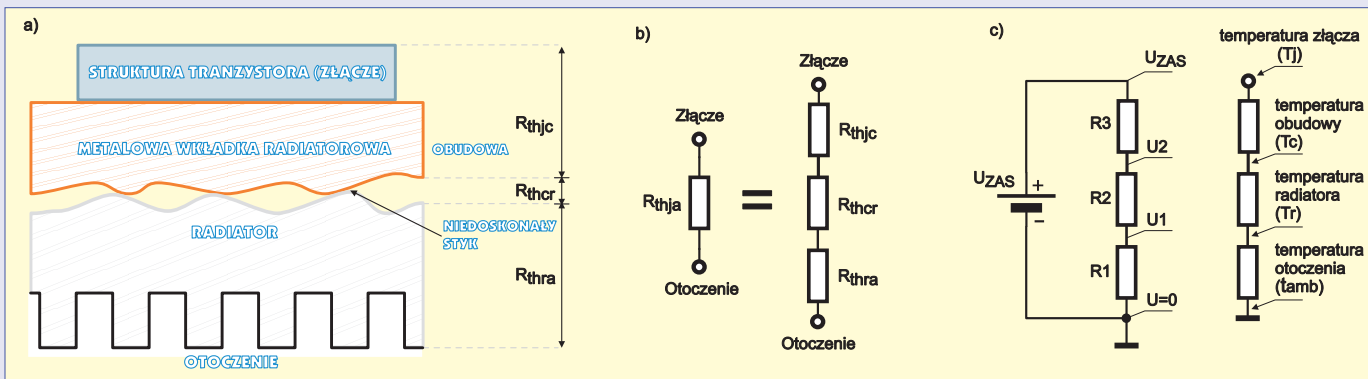 a)
STRUKTURA TRANZYSTORA (ZŁĄCZE)
METALOWA WKŁADKA RADIATOROWA
OBUDOWA
RADIATOR
NIEDOSKONAŁY
STYK
OTOCZENIE
Rthjc
Rthcr
Rthra
b)
Złącze
Rthja
Otoczenie
=
Złącze
Rthjc
Rthcr
Rthra
Otoczenie
c)
UZAS
UZAS
+
−
R3
U2
R2
U1
R1
U=0
temperatura złącza
(Tj)
temperatura
obudowy
(Tc)
temperatura
radiatora
(Tr)
temperatura
otoczenia
(tamb)